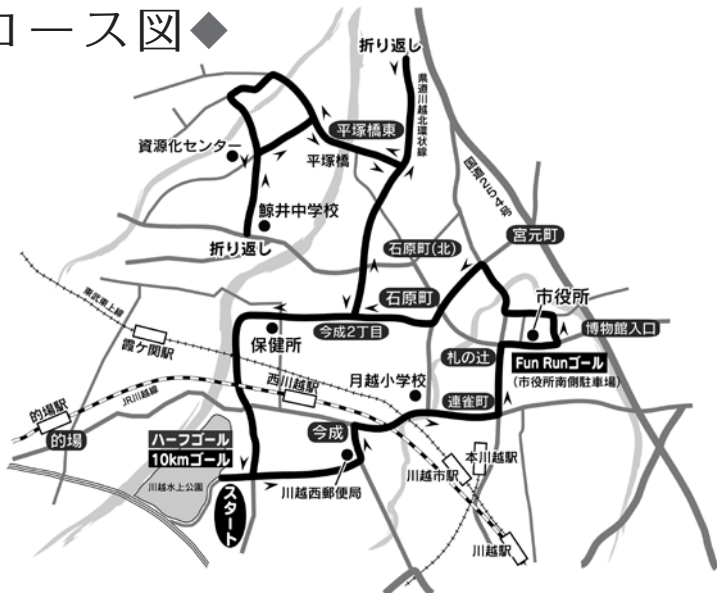 コース図◆
折り返し
県道川越北環状線
平塚橋東
資源化センター
平塚橋
国道254号
鯨井中学校
折り返し
石原町(北)
宮元町
東武東上線
石原町
市役所
今成2丁目
博物館入口
保健所
霞ケ関駅
札の辻
Fun Runゴール
(市役所南側駐車場)
西川越駅
月越小学校
JR川越線
連雀町
的場駅
的場
ハーフゴール
今成
10kmゴール
本川越駅
川越市駅
川越水上公園
スタート
川越西郵便局
川越駅